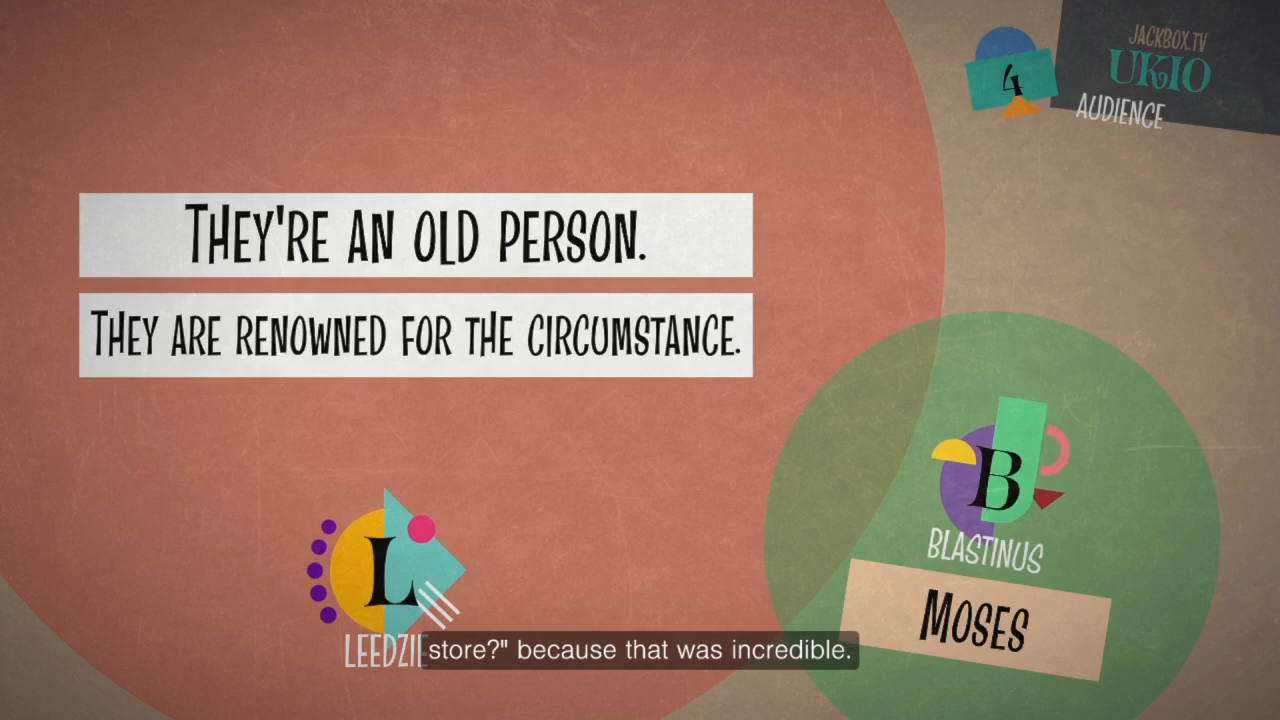 JACKBOX.TV
UKIO
4
AUDIENCE
THEY'RE AN OLD PERSON.
THEY ARE RENOWNED FOR THE CIRCUMSTANCE.
B
BLASTINUS
MOSES
L
LEEDZIE
store?" because that was incredible.